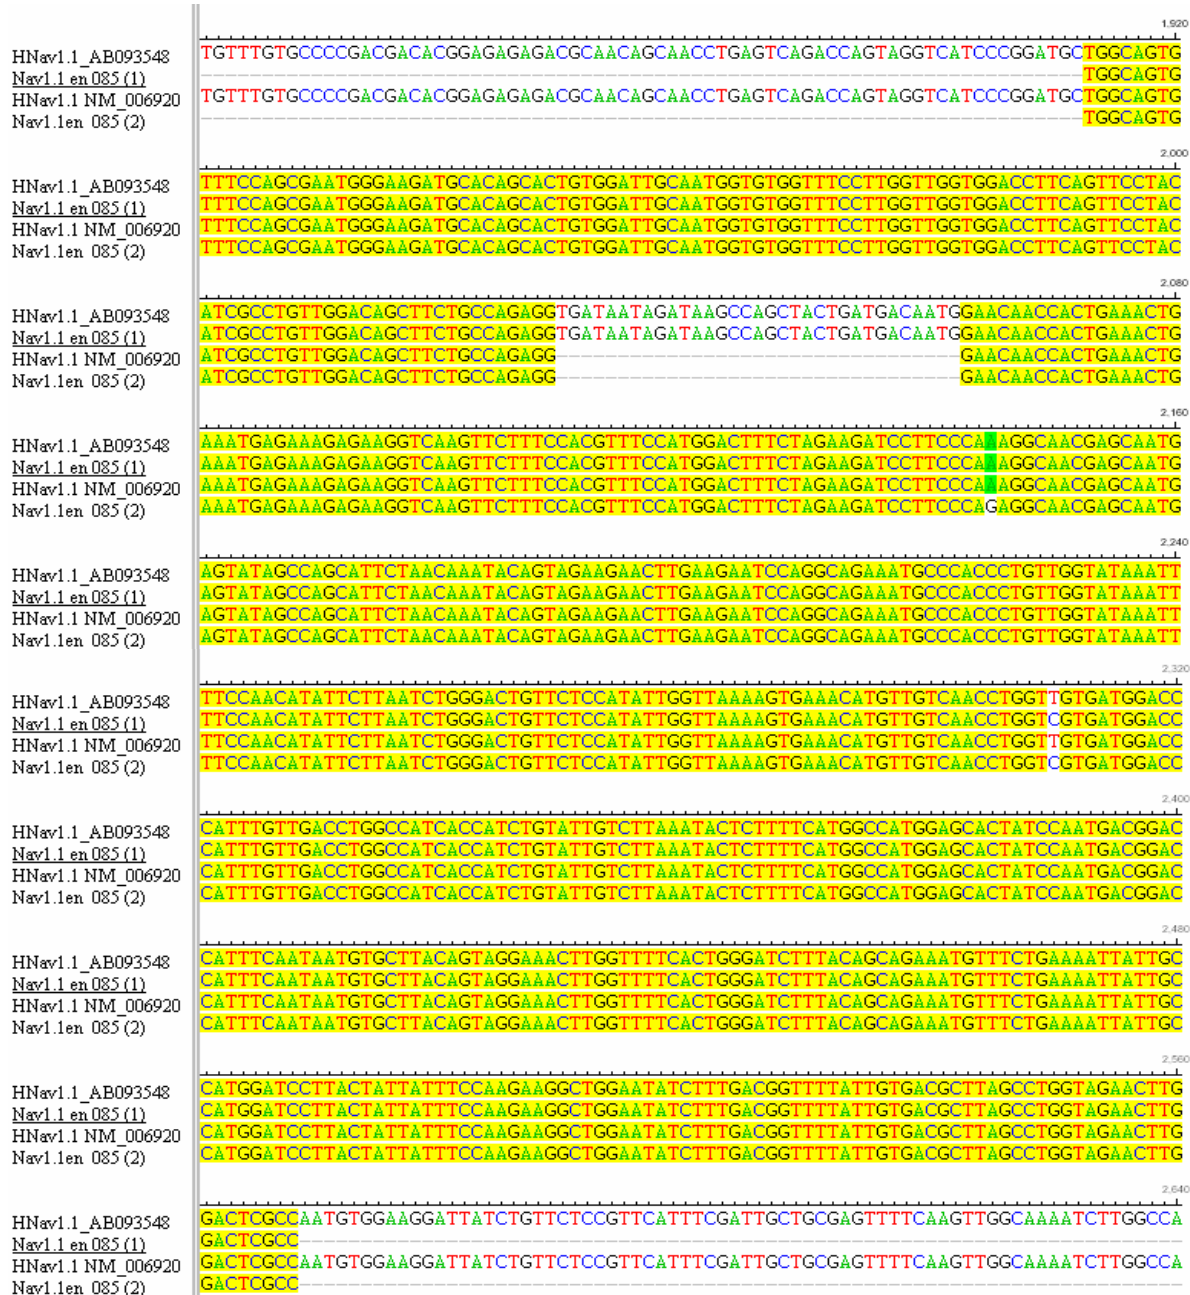 1,920
HNav1.1_AB093548 TGTTTGTGCCCCGACGACACGGAGAGAGACGCAACAGCAACCTGAGTCAGACCAGTAGGTCATCCCGGATGCTGGCAGTG
Nav1.1 en 085 (1) ------------------------------------------------------------------------TGGCAGTG
HNav1.1 NM_006920 TGTTTGTGCCCCGACGACACGGAGAGAGACGCAACAGCAACCTGAGTCAGACCAGTAGGTCATCCCGGATGCTGGCAGTG
Nav1.1en 085 (2) ------------------------------------------------------------------------TGGCAGTG
2,000
HNav1.1_AB093548 TTTCCAGCGAATGGGAAGATGCACAGCACTGTGGATTGCAATGGTGTGGTTTCCTTGGTTGGTGGACCTTCAGTTCCTAC
Nav1.1 en 085 (1) TTTCCAGCGAATGGGAAGATGCACAGCACTGTGGATTGCAATGGTGTGGTTTCCTTGGTTGGTGGACCTTCAGTTCCTAC
HNav1.1 NM_006920 TTTCCAGCGAATGGGAAGATGCACAGCACTGTGGATTGCAATGGTGTGGTTTCCTTGGTTGGTGGACCTTCAGTTCCTAC
Nav1.1en 085 (2) TTTCCAGCGAATGGGAAGATGCACAGCACTGTGGATTGCAATGGTGTGGTTTCCTTGGTTGGTGGACCTTCAGTTCCTAC
2,080
HNav1.1_AB093548 ATCGCCTGTTGGACAGCTTCTGCCAGAGGTGATAATAGATAAGCCAGCTACTGATGACAATGGAACAACCACTGAAACTG
Nav1.1 en 085 (1) ATCGCCTGTTGGACAGCTTCTGCCAGAGGTGATAATAGATAAGCCAGCTACTGATGACAATGGAACAACCACTGAAACTG
HNav1.1 NM_006920 ATCGCCTGTTGGACAGCTTCTGCCAGAGG---------------------------------GAACAACCACTGAAACTG
Nav1.1en 085 (2) ATCGCCTGTTGGACAGCTTCTGCCAGAGG---------------------------------GAACAACCACTGAAACTG
2,160
HNav1.1_AB093548 AAATGAGAAAGAGAAGGTCAAGTTCTTTCCACGTTTCCATGGACTTTCTAGAAGATCCTTCCCAAAGGCAACGAGCAATG
Nav1.1 en 085 (1) AAATGAGAAAGAGAAGGTCAAGTTCTTTCCACGTTTCCATGGACTTTCTAGAAGATCCTTCCCAAAGGCAACGAGCAATG
HNav1.1 NM_006920 AAATGAGAAAGAGAAGGTCAAGTTCTTTCCACGTTTCCATGGACTTTCTAGAAGATCCTTCCCAAAGGCAACGAGCAATG
Nav1.1en 085 (2) AAATGAGAAAGAGAAGGTCAAGTTCTTTCCACGTTTCCATGGACTTTCTAGAAGATCCTTCCCAGAGGCAACGAGCAATG
2,240
HNav1.1_AB093548 AGTATAGCCAGCATTCTAACAAATACAGTAGAAGAACTTGAAGAATCCAGGCAGAAATGCCCACCCTGTTGGTATAAATT
Nav1.1 en 085 (1) AGTATAGCCAGCATTCTAACAAATACAGTAGAAGAACTTGAAGAATCCAGGCAGAAATGCCCACCCTGTTGGTATAAATT
HNav1.1 NM_006920 AGTATAGCCAGCATTCTAACAAATACAGTAGAAGAACTTGAAGAATCCAGGCAGAAATGCCCACCCTGTTGGTATAAATT
Nav1.1en 085 (2) AGTATAGCCAGCATTCTAACAAATACAGTAGAAGAACTTGAAGAATCCAGGCAGAAATGCCCACCCTGTTGGTATAAATT
2,320
HNav1.1_AB093548 TTCCAACATATTCTTAATCTGGGACTGTTCTCCATATTGGTTAAAAGTGAAACATGTTGTCAACCTGGTTGTGATGGACC
Nav1.1 en 085 (1) TTCCAACATATTCTTAATCTGGGACTGTTCTCCATATTGGTTAAAAGTGAAACATGTTGTCAACCTGGTCGTGATGGACC
HNav1.1 NM_006920 TTCCAACATATTCTTAATCTGGGACTGTTCTCCATATTGGTTAAAAGTGAAACATGTTGTCAACCTGGTTGTGATGGACC
Nav1.1en 085 (2) TTCCAACATATTCTTAATCTGGGACTGTTCTCCATATTGGTTAAAAGTGAAACATGTTGTCAACCTGGTCGTGATGGACC
2,400
HNav1.1_AB093548 CATTTGTTGACCTGGCCATCACCATCTGTATTGTCTTAAATACTCTTTTCATGGCCATGGAGCACTATCCAATGACGGAC
Nav1.1 en 085 (1) CATTTGTTGACCTGGCCATCACCATCTGTATTGTCTTAAATACTCTTTTCATGGCCATGGAGCACTATCCAATGACGGAC
HNav1.1 NM_006920 CATTTGTTGACCTGGCCATCACCATCTGTATTGTCTTAAATACTCTTTTCATGGCCATGGAGCACTATCCAATGACGGAC
Nav1.1en 085 (2) CATTTGTTGACCTGGCCATCACCATCTGTATTGTCTTAAATACTCTTTTCATGGCCATGGAGCACTATCCAATGACGGAC
2,480
HNav1.1_AB093548 CATTTCAATAATGTGCTTACAGTAGGAAACTTGGTTTTCACTGGGATCTTTACAGCAGAAATGTTTCTGAAAATTATTGC
Nav1.1 en 085 (1) CATTTCAATAATGTGCTTACAGTAGGAAACTTGGTTTTCACTGGGATCTTTACAGCAGAAATGTTTCTGAAAATTATTGC
HNav1.1 NM_006920 CATTTCAATAATGTGCTTACAGTAGGAAACTTGGTTTTCACTGGGATCTTTACAGCAGAAATGTTTCTGAAAATTATTGC
Nav1.1en 085 (2) CATTTCAATAATGTGCTTACAGTAGGAAACTTGGTTTTCACTGGGATCTTTACAGCAGAAATGTTTCTGAAAATTATTGC
2,560
HNav1.1_AB093548 CATGGATCCTTACTATTATTTCCAAGAAGGCTGGAATATCTTTGACGGTTTTATTGTGACGCTTAGCCTGGTAGAACTTG
Nav1.1 en 085 (1) CATGGATCCTTACTATTATTTCCAAGAAGGCTGGAATATCTTTGACGGTTTTATTGTGACGCTTAGCCTGGTAGAACTTG
HNav1.1 NM_006920 CATGGATCCTTACTATTATTTCCAAGAAGGCTGGAATATCTTTGACGGTTTTATTGTGACGCTTAGCCTGGTAGAACTTG
Nav1.1en 085 (2) CATGGATCCTTACTATTATTTCCAAGAAGGCTGGAATATCTTTGACGGTTTTATTGTGACGCTTAGCCTGGTAGAACTTG
2,640
HNav1.1_AB093548 GACTCGCCAATGTGGAAGGATTATCTGTTCTCCGTTCATTTCGATTGCTGCGAGTTTTCAAGTTGGCAAAATCTTGGCCA
Nav1.1 en 085 (1) GACTCGCC------------------------------------------------------------------------
HNav1.1 NM_006920 GACTCGCCAATGTGGAAGGATTATCTGTTCTCCGTTCATTTCGATTGCTGCGAGTTTTCAAGTTGGCAAAATCTTGGCCA
Nav1.1en 085 (2) GACTCGCC------------------------------------------------------------------------